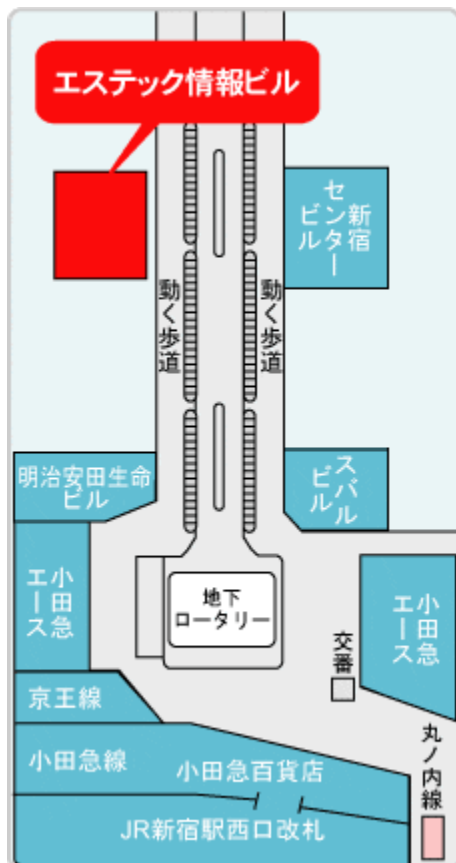 エステック情報ビル
新宿
センター
ビル
動く歩道
動く歩道
明治安田生命
ビル
スバル
ビル
小田急
エース
地下
ロータリー
小田急
エース
交番
京王線
丸ノ内線
小田急線
小田急百貨店
JR新宿駅西口改札